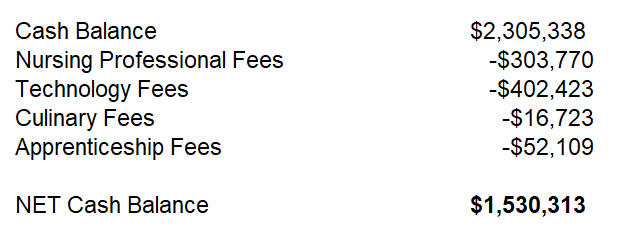 Cash Balance $2,305,338
Nursing Professional Fees -$303,770
Technology Fees -$402,423
Culinary Fees -$16,723
Apprenticeship Fees -$52,109
NET Cash Balance $1,530,313